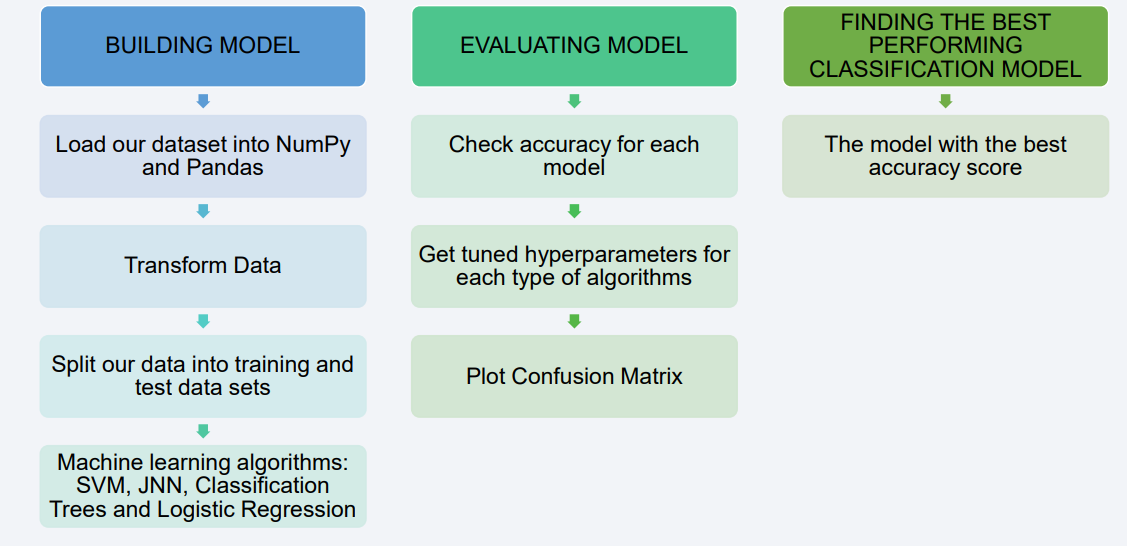 BUILDING MODEL
Load our dataset into NumPy
and Pandas
Transform Data
Split our data into training and
test data sets
Machine learning algorithms:
SVM, JNN, Classification
Trees and Logistic Regression
EVALUATING MODEL
Check accuracy for each
model
Get tuned hyperparameters for
each type of algorithms
Plot Confusion Matrix
FINDING THE BEST
PERFORMING
CLASSIFICATION MODEL
The model with the best
accuracy score